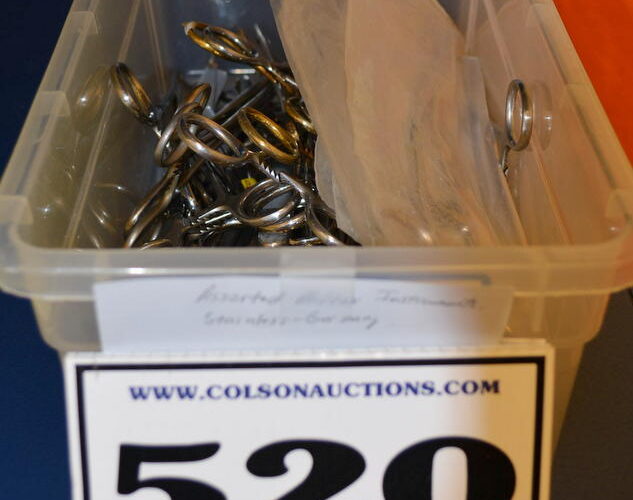 Assorted Instruments
Stainless-Germany
WWW.COLSONAUCTIONS.COM
520